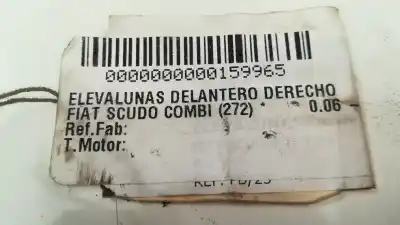 0000000000159965
ELEVALUNAS DELANTERO DERECHO
FIAT SCUDO COMBI (272) 0.06
Ref.Fab:
T.Motor: